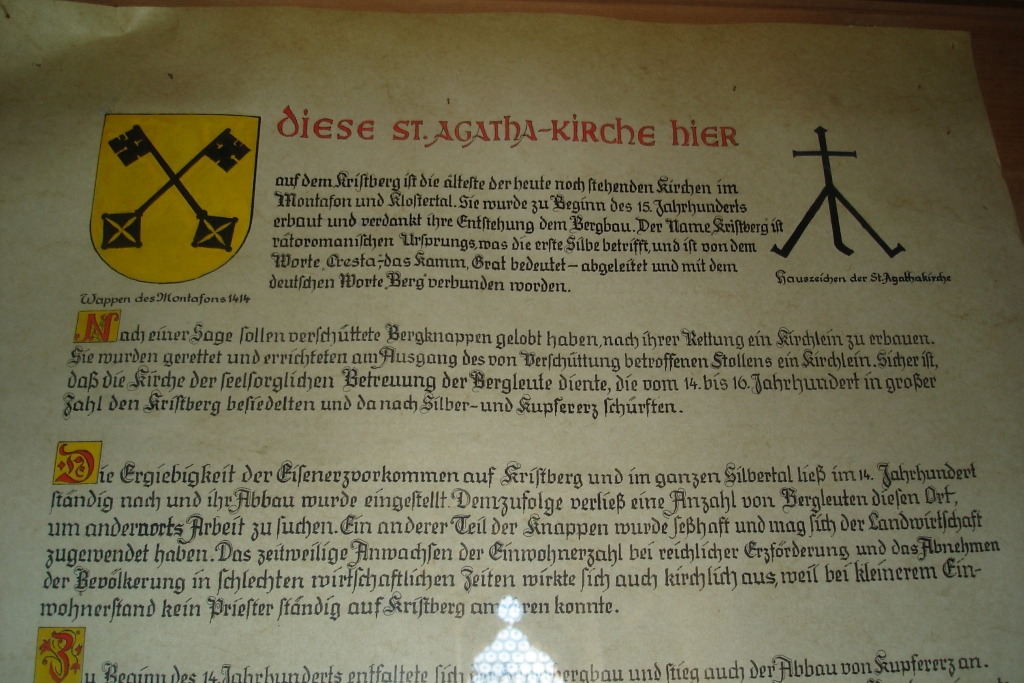 Diese St. Agatha-Kirche hier
auf dem Kristberg ist die älteste der heute noch stehenden Kirchen im
Montafon und Klostertal. Sie wurde zu Beginn des 15. Jahrhunderts
erbaut und verdankt ihre Entstehung dem Bergbau. Der Name, Kristberg ist
rätoromanischen Ursprungs, was die erste Silbe betrifft, und ist von dem
Worte „Cresta"-das Kamm, Grat bedeutet - abgeleitet und mit dem
deutschen Worte „Berg" verbunden worden.
Wappen des Montafons 1414
Hauszeichen der St. Agathakirche
Nach einer Sage sollen verschüttete Bergknappen gelobt haben, nach ihrer Rettung ein Kirchlein zu erbauen.
Sie wurden gerettet und errichteten am Ausgang des von Verschüttung betroffenen Stollens ein Kirchlein. Sicher ist,
daß die Kirche der seelsorglichen Betreuung der Bergleute diente, die vom 14. bis 16. Jahrhundert in großer
Zahl den Kristberg besiedelten und da nach Silber- und Kupfererz schürften.
Die Ergiebigkeit der Eisenerzvorkommen auf Kristberg und im ganzen Silbertal ließ im 14. Jahrhundert
ständig nach und ihr Abbau wurde eingestellt. Demzufolge verließ eine Anzahl von Bergleuten diesen Ort,
um anderworts Arbeit zu suchen. Ein anderer Teil der Knappen wurde seßhaft und mag sich der Landwirtschaft
zugewendet haben. Das zeitweilige Anwachsen der Einwohnerzahl bei reichlicher Erzförderung und das Abnehmen
der Bevölkerung in schlechten wirtschaftlichen Zeiten wirkte sich auch kirchlich aus, weil bei kleinerem Ein-
wohnerstand kein Priester ständig auf Kristberg konnte.
Zu Beginn des 14. Jahrhunderts entfaltete sich bergbau und stieg auch der Abbau von Kupfererz an.